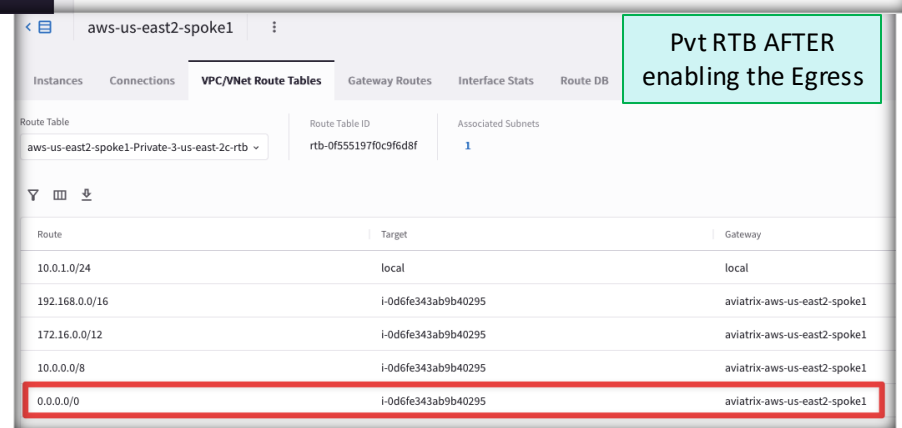 aws-us-east2-spoke1
Pvt RTB AFTER
enabling the Egress
Instances Connections VPC/VNet Route Tables Gateway Routes Interface Stats Route DB
Route Table Route Table ID Associated Subnets
aws-us-east2-spoke1-Private-3-us-east-2c-rtb rtb-0f555197f0c9f6d8f 1
Route Target Gateway
10.0.1.0/24 local local
192.168.0.0/16 i-0d6fe343ab9b40295 aviatrix-aws-us-east2-spoke1
172.16.0.0/12 i-0d6fe343ab9b40295 aviatrix-aws-us-east2-spoke1
10.0.0.0/8 i-0d6fe343ab9b40295 aviatrix-aws-us-east2-spoke1
0.0.0.0/0 i-0d6fe343ab9b40295 aviatrix-aws-us-east2-spoke1